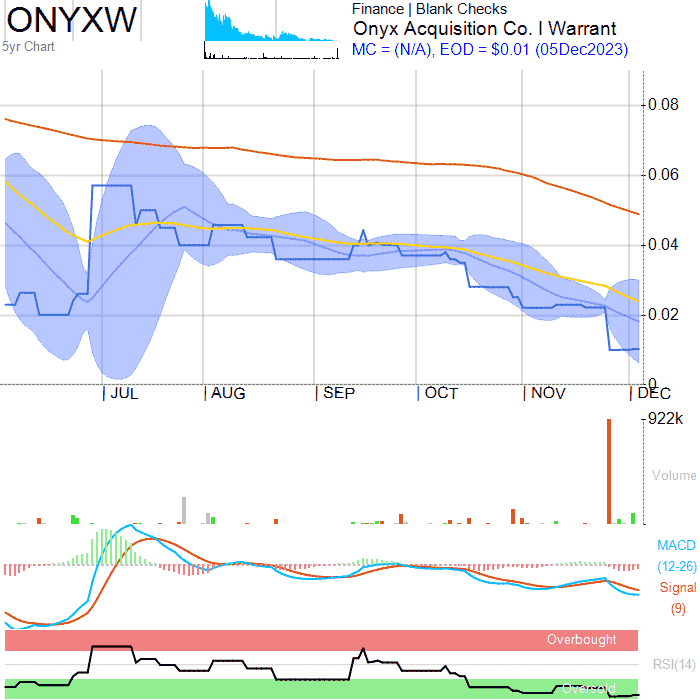 ONYXW
5yr Chart
Finance | Blank Checks
Onyx Acquisition Co. I Warrant
MC = (N/A), EOD = $0.01 (05Dec2023)
0.08
0.06
0.04
0.02
0
JUL
AUG
SEP
OCT
NOV
DEC
922k
Volume
MACD
(12-26)
Signal
(9)
Overbought
RSI(14)
Oversold